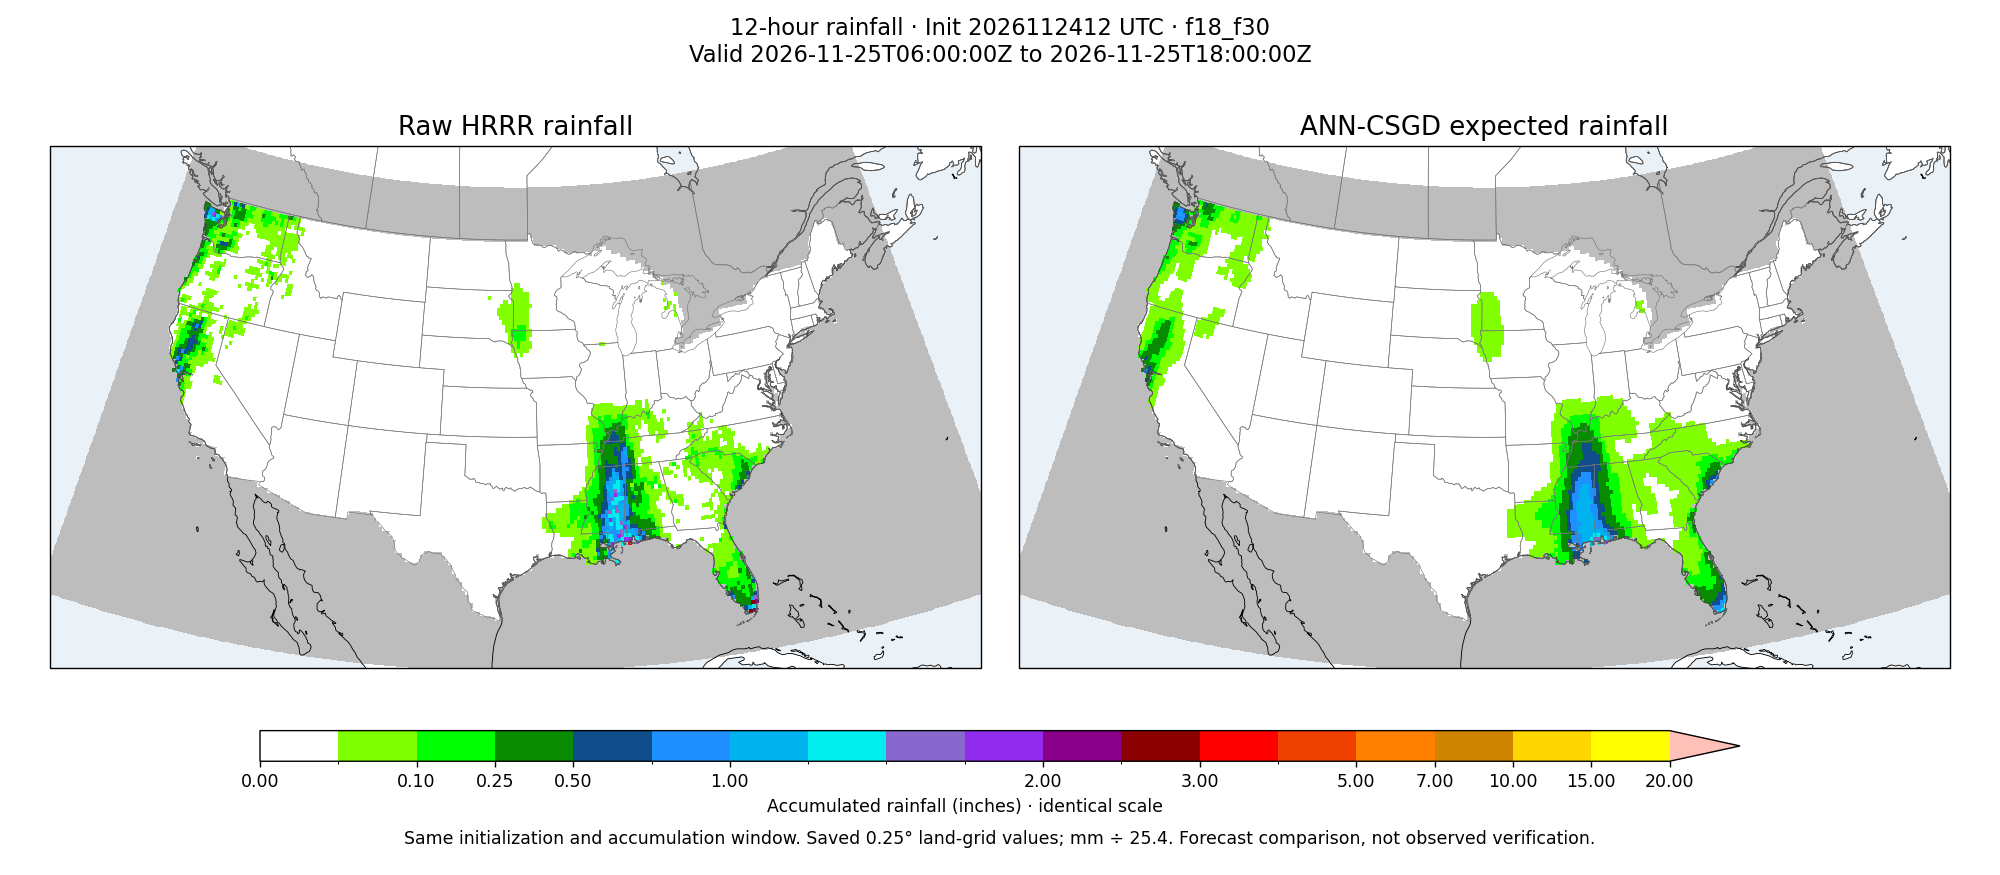 12-hour rainfall · Init 2026112412 UTC · f18_f30
Valid 2026-11-25T06:00:00Z to 2026-11-25T18:00:00Z
Raw HRRR rainfall
ANN-CSGD expected rainfall
0.00 0.10 0.25 0.50 1.00 2.00 3.00 5.00 7.00 10.00 15.00 20.00
Accumulated rainfall (inches) · identical scale
Same initialization and accumulation window. Saved 0.25° land-grid values; mm ÷ 25.4. Forecast comparison, not observed verification.